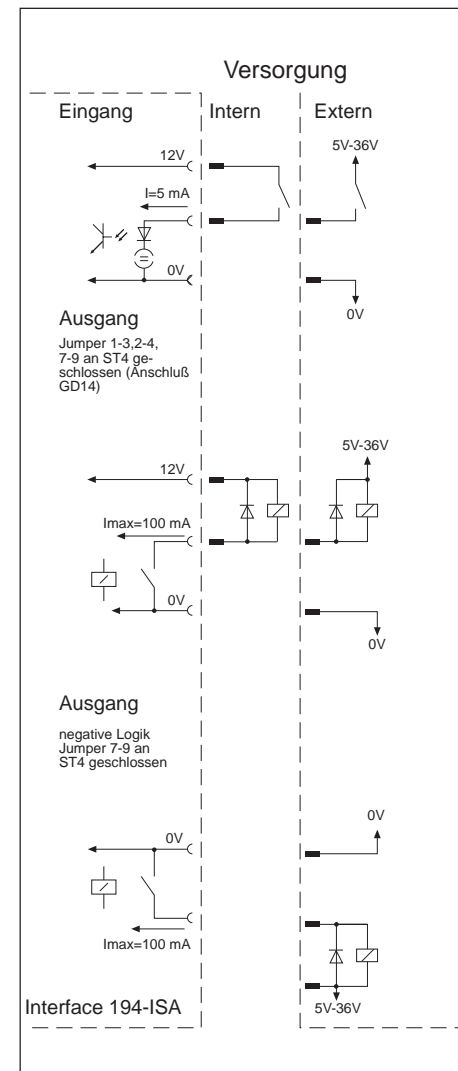 Versorgung
Eingang
Intern
Extern
12V
5V-36V
I=5 mA
0V
0V
Ausgang
Jumper 1-3,2-4,
7-9 an ST4 ge-
schlossen (Anschluß
GD14)
12V
5V-36V
Imax=100 mA
0V
0V
Ausgang
negative Logik
Jumper 7-9 an
ST4 geschlossen
0V
0V
Imax=100 mA
Interface 194-ISA
5V-36V